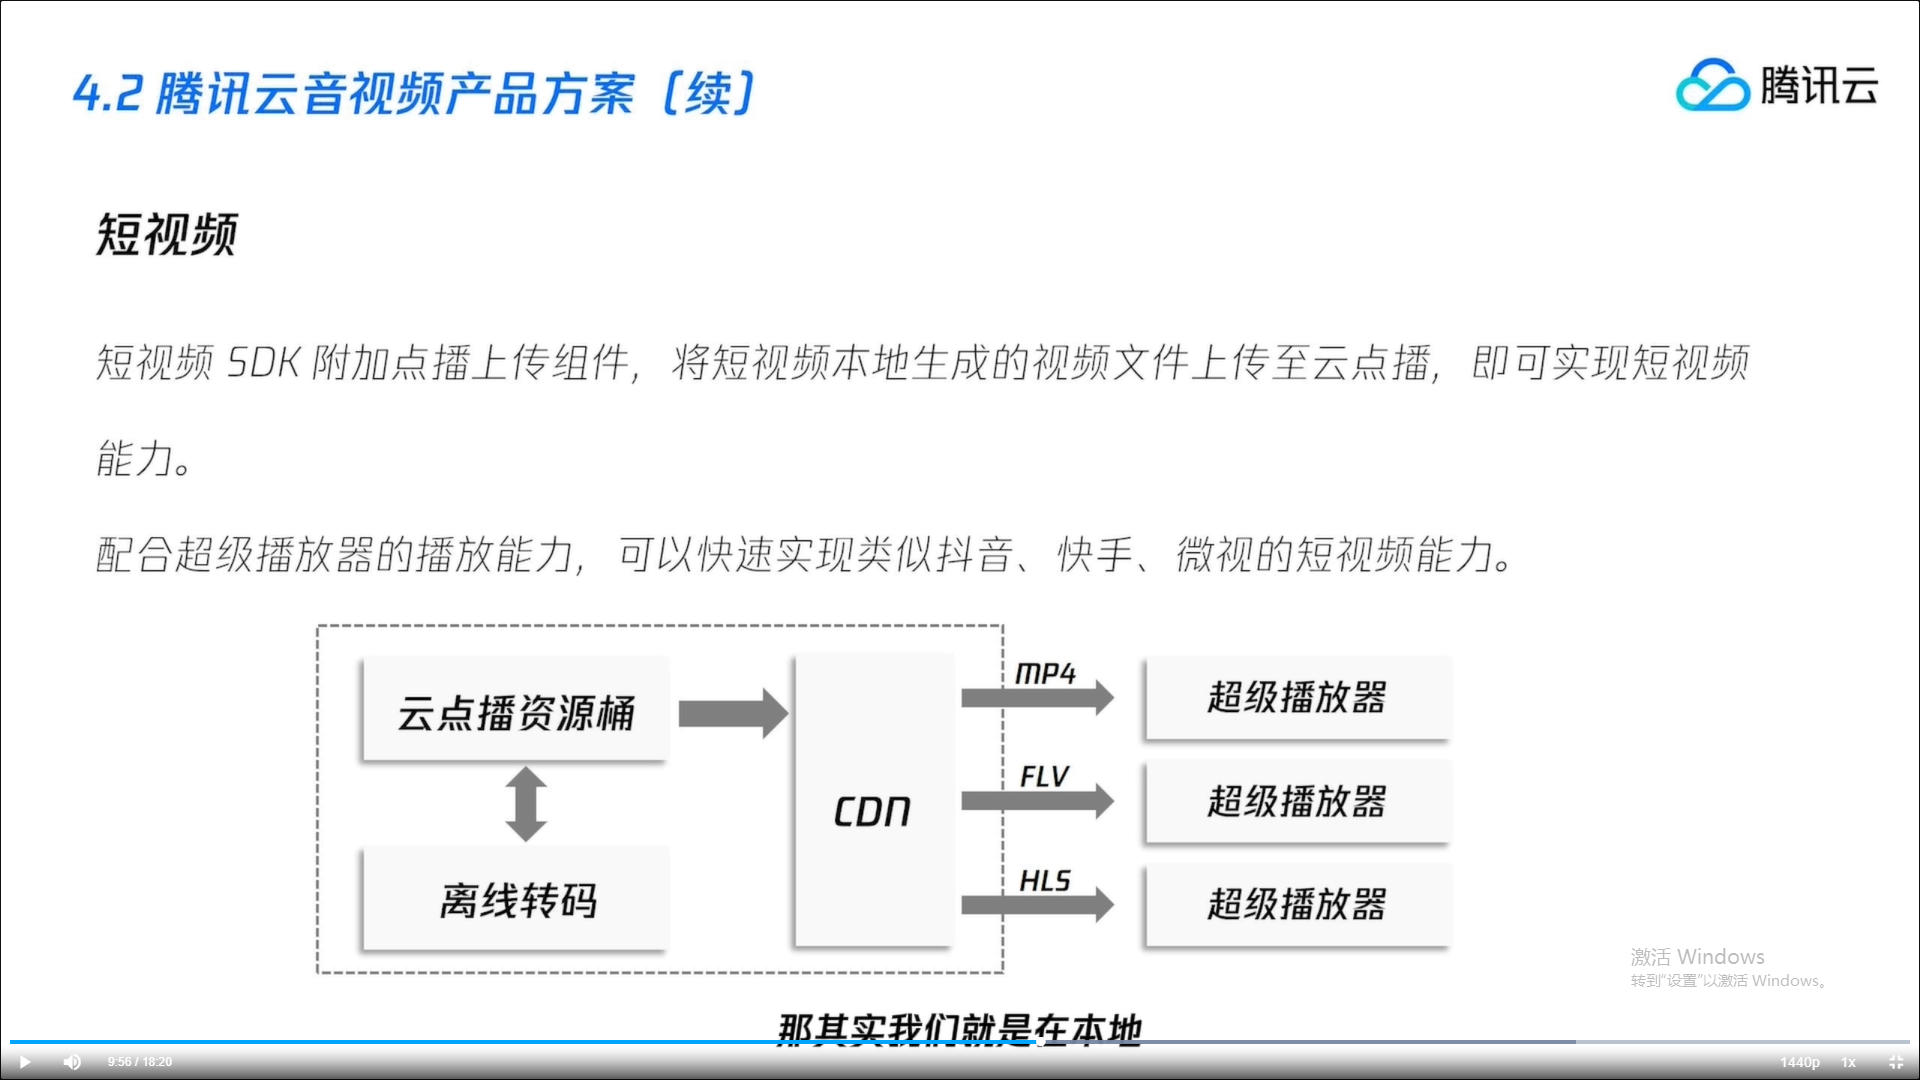 4.2 腾讯云音视频产品方案（续）
腾讯云
短视频
短视频 SDK 附加点播上传组件，将短视频本地生成的视频文件上传至云点播，即可实现短视频
能力。
配合超级播放器的播放能力，可以快速实现类似抖音、快手、微视的短视频能力。
云点播资源桶
离线转码
CDN
MP4
超级播放器
FLV
超级播放器
HLS
超级播放器
激活 Windows
转到“设置”以激活 Windows。
那其实我们就是在本地
9:56 / 18:20
1440p
1x